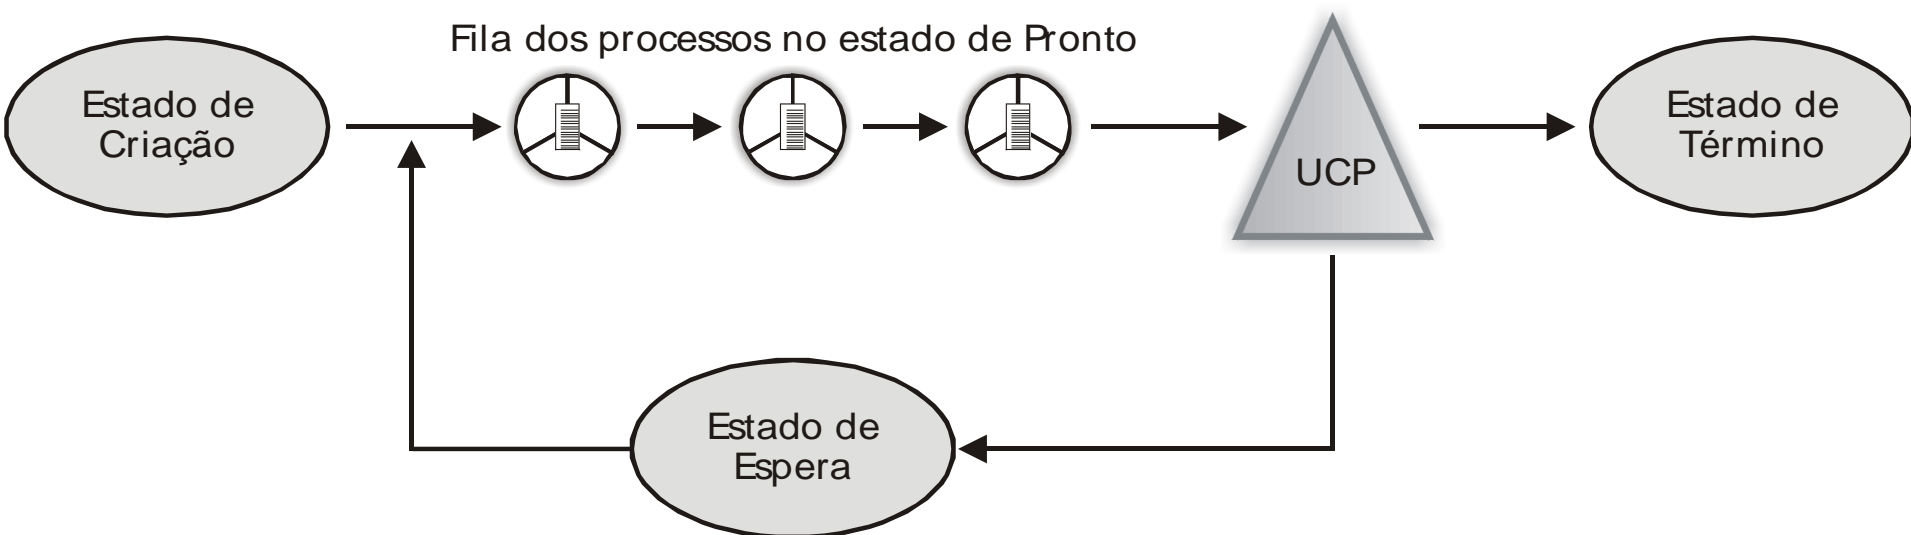 Fila dos processos no estado de Pronto
Estado de
Criação
UCP
Estado de
Término
Estado de
Espera